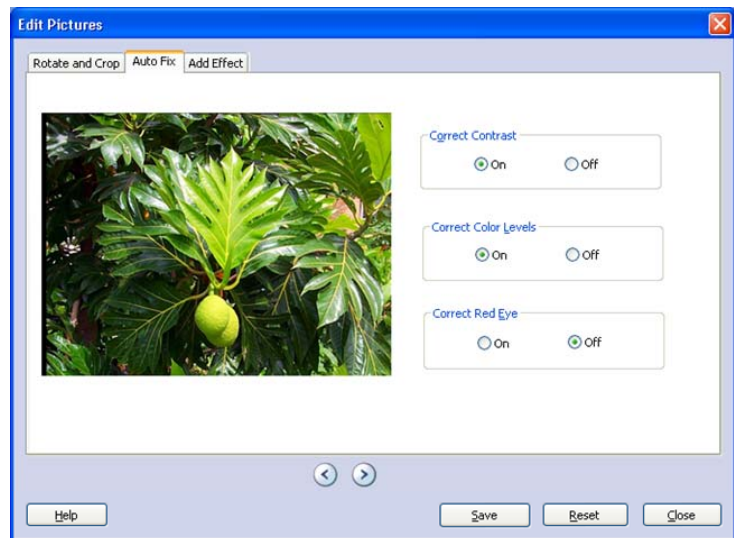 Edit Pictures
Rotate and Crop Auto Fix Add Effect
Correct Contrast
On Off
Correct Color Levels
On Off
Correct Red Eye
On Off
Help Save Reset Close